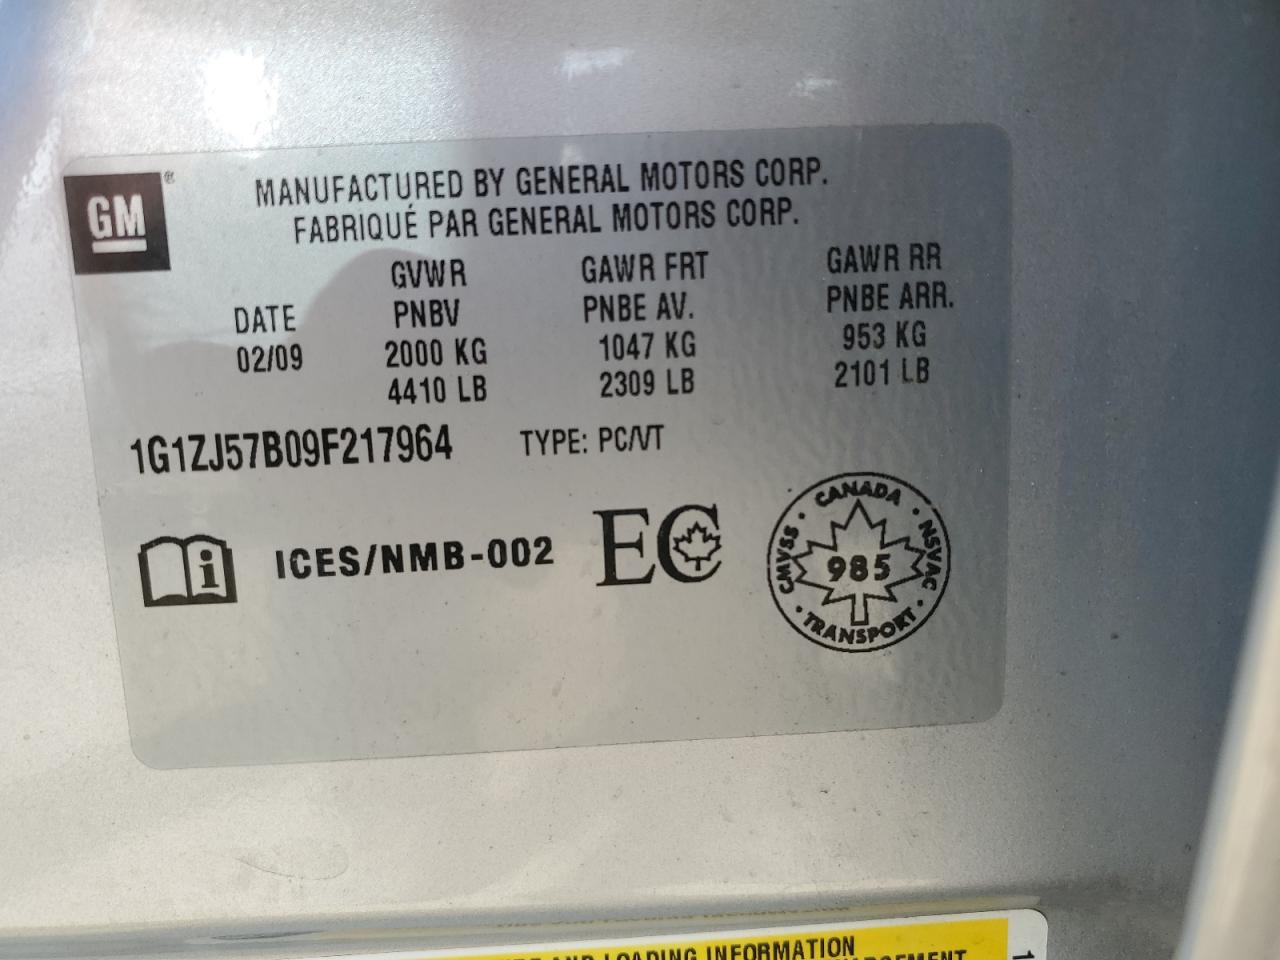 GM®
MANUFACTURED BY GENERAL MOTORS CORP.
FABRIQUÉ PAR GENERAL MOTORS CORP.
GVWR GAWR FRT GAWR RR
DATE PNBV PNBE AV. PNBE ARR.
02/09 2000 KG 1047 KG 953 KG
4410 LB 2309 LB 2101 LB
1G1ZJ57B09F217964 TYPE: PC/VT
i ICES/NMB-002 EC
CANADA · NSVAC · TRANSPORT · CMVSS ·
985
AND LOADING INFORMATION